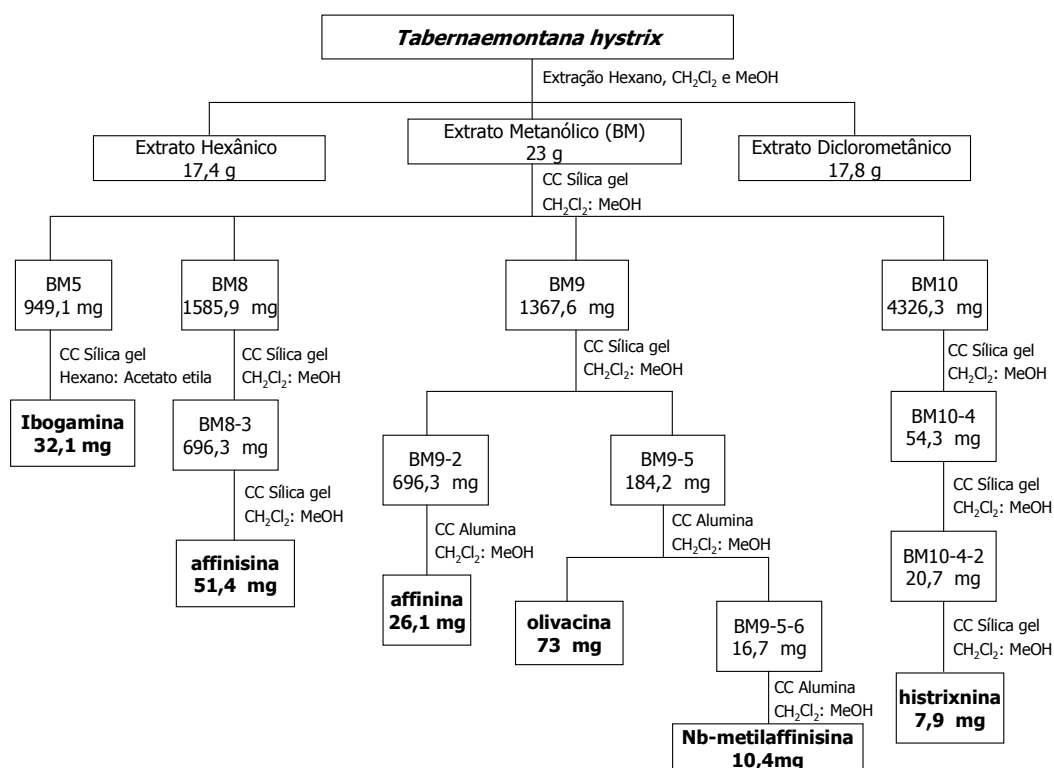 Tabernaemontana hystrix
Extração Hexano, CH₂Cl₂ e MeOH
Extrato Hexânico
17,4 g
Extrato Metanólico (BM)
23 g
Extrato Diclorometânico
17,8 g
CC Sílica gel
CH₂Cl₂: MeOH
BM5
949,1 mg
BM8
1585,9 mg
BM9
1367,6 mg
BM10
4326,3 mg
CC Sílica gel
Hexano: Acetato etila
CC Sílica gel
CH₂Cl₂: MeOH
CC Sílica gel
CH₂Cl₂: MeOH
CC Sílica gel
CH₂Cl₂: MeOH
Ibogamina
32,1 mg
BM8-3
696,3 mg
BM9-2
696,3 mg
BM9-5
184,2 mg
BM10-4
54,3 mg
CC Sílica gel
CH₂Cl₂: MeOH
CC Alumina
CH₂Cl₂: MeOH
CC Alumina
CH₂Cl₂: MeOH
CC Sílica gel
CH₂Cl₂: MeOH
affinisina
51,4 mg
affinina
26,1 mg
olivacina
73 mg
BM9-5-6
16,7 mg
BM10-4-2
20,7 mg
CC Alumina
CH₂Cl₂: MeOH
CC Sílica gel
CH₂Cl₂: MeOH
Nb-metilaffinisina
10,4mg
histrixnina
7,9 mg